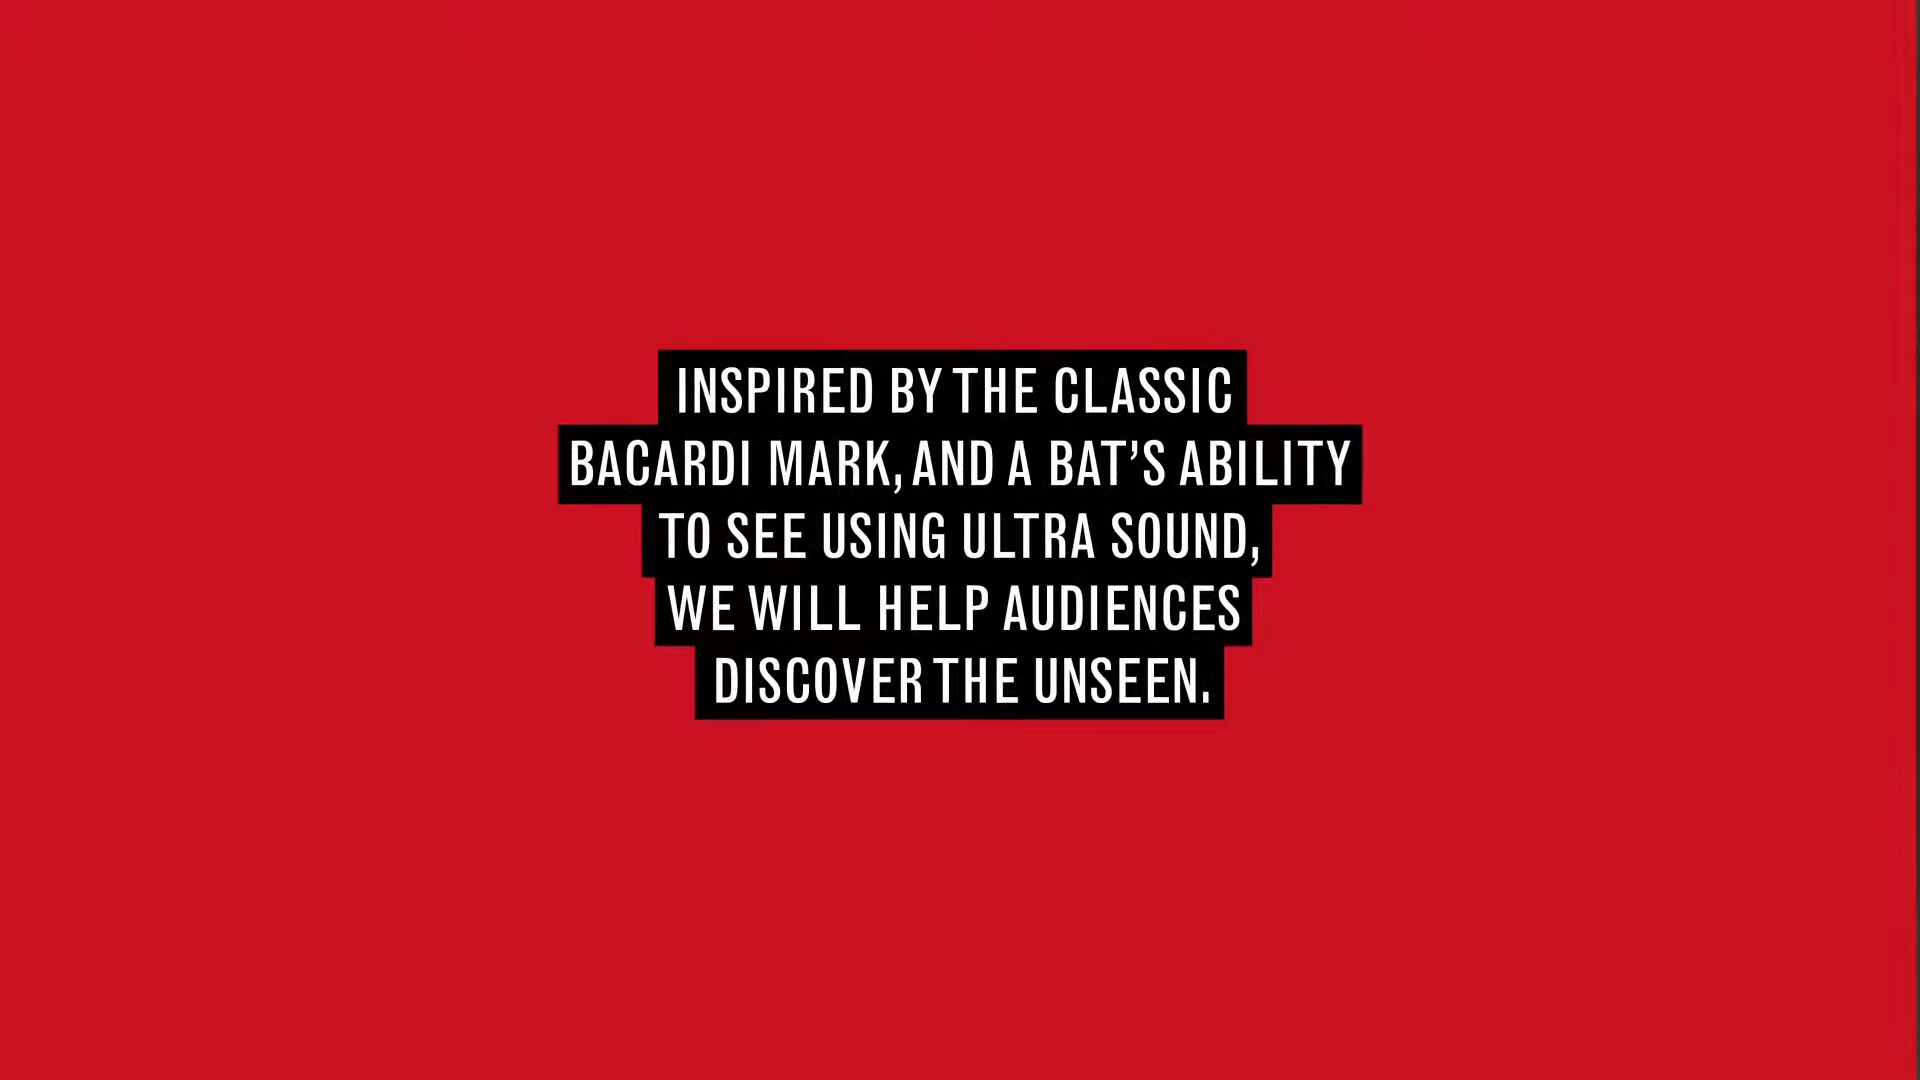 INSPIRED BY THE CLASSIC
BACARDI MARK, AND A BAT’S ABILITY
TO SEE USING ULTRA SOUND,
WE WILL HELP AUDIENCES
DISCOVER THE UNSEEN.